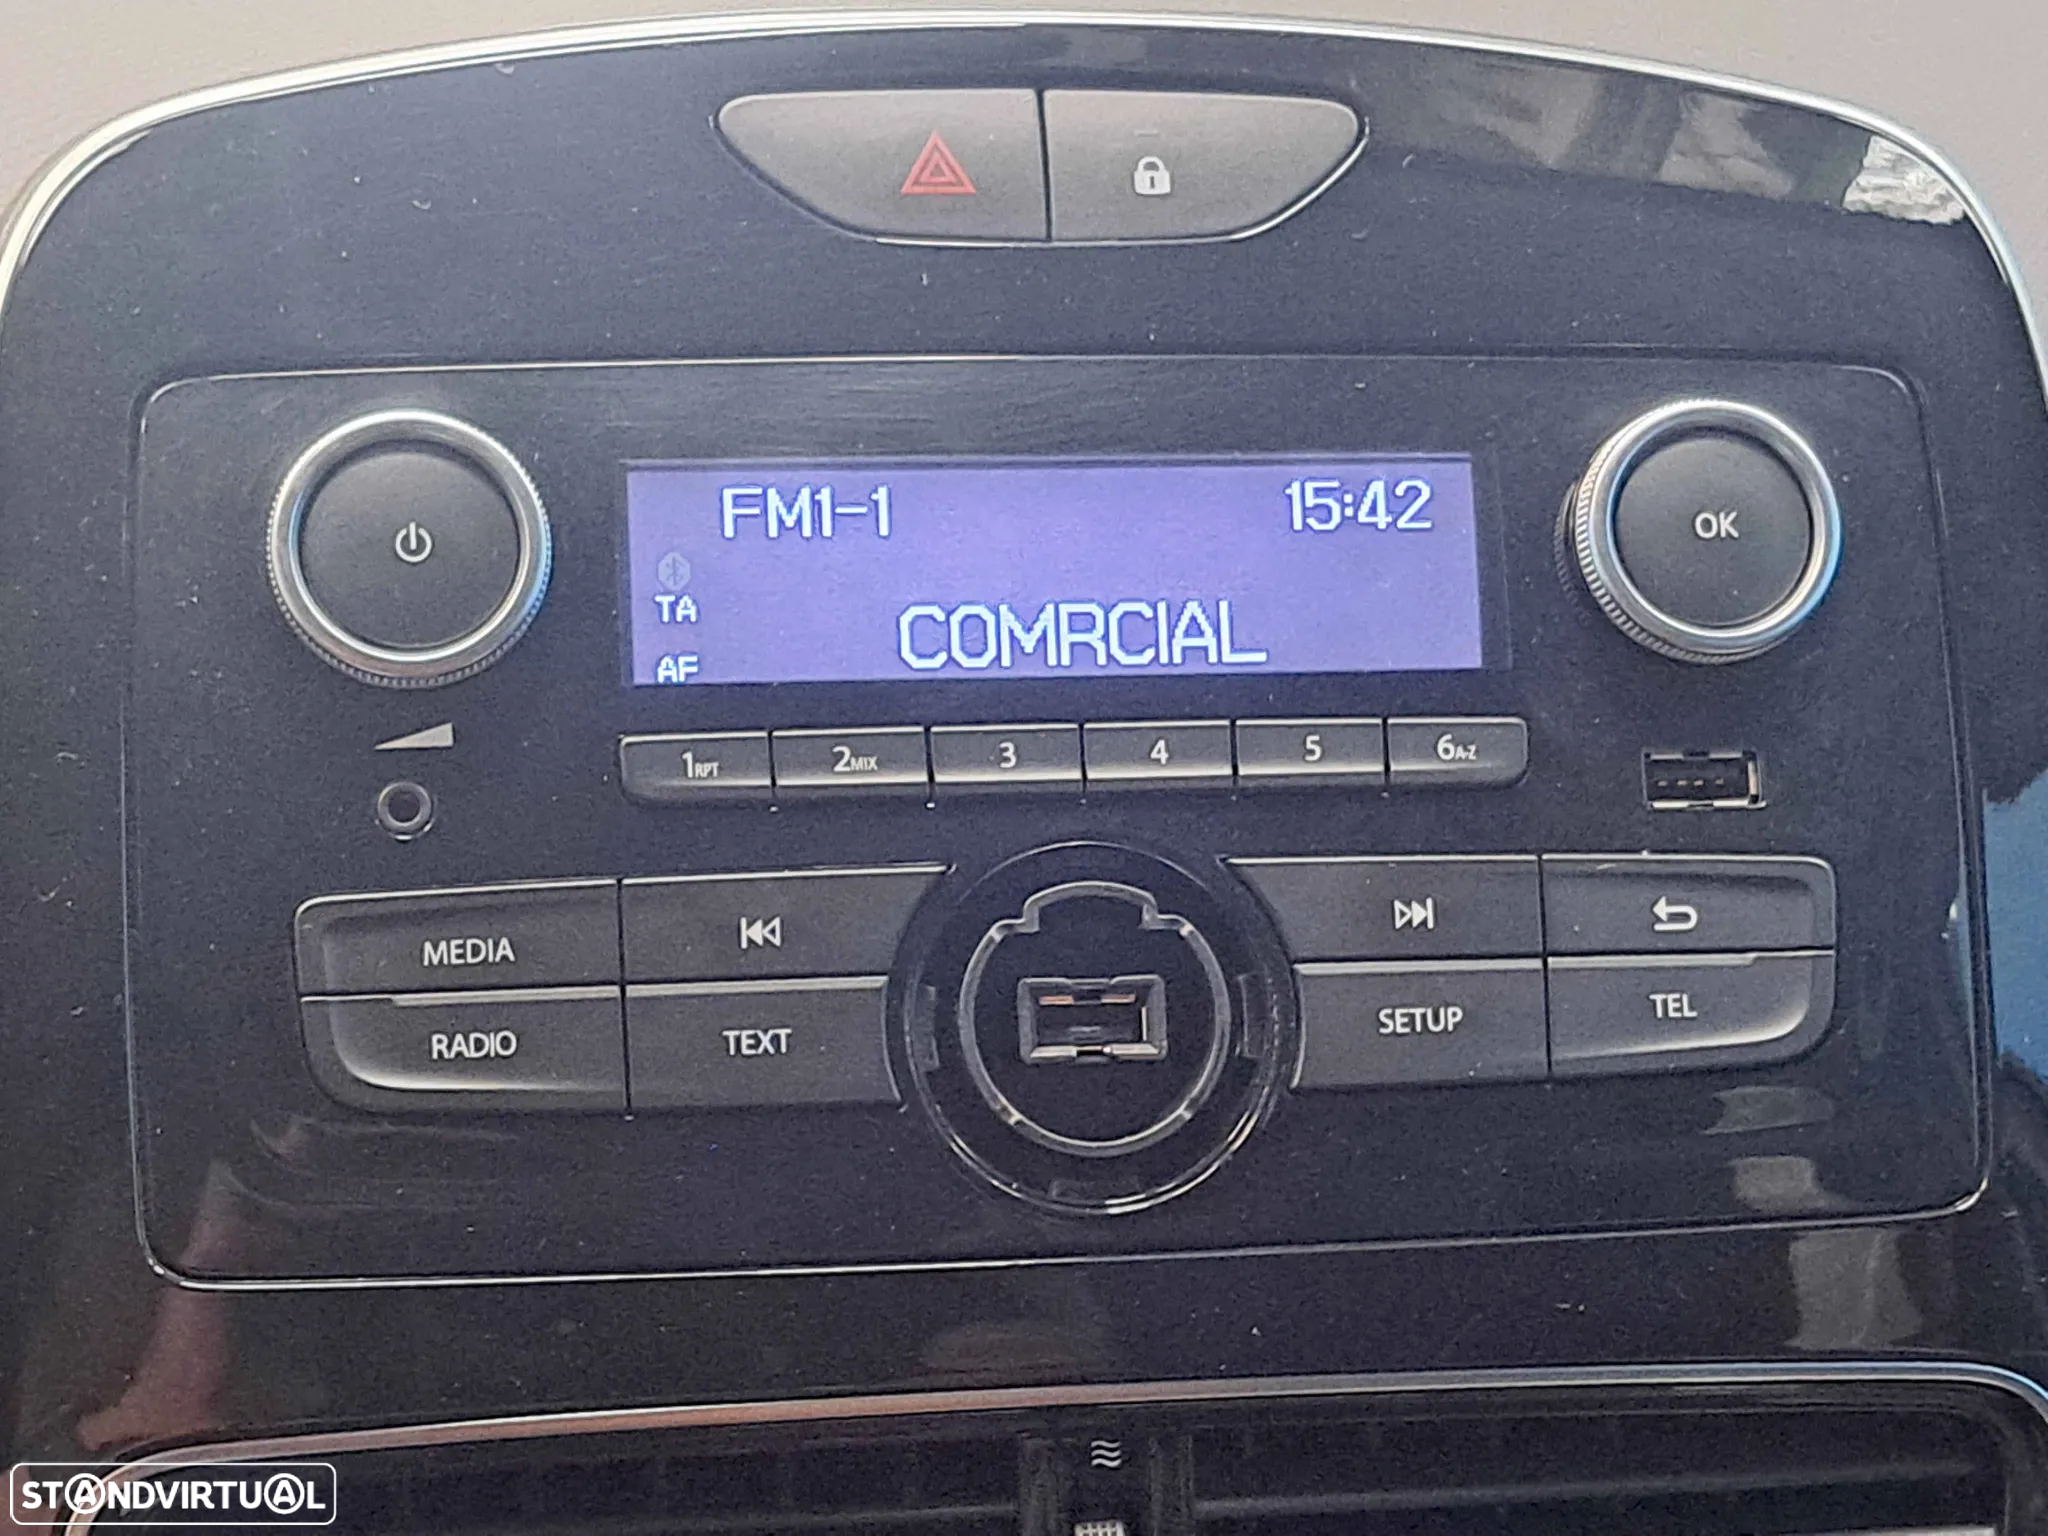 FM1-1 15:42
TA
COMRCIAL
AF
OK
1RPT 2MIX 3 4 5 6A-Z
MEDIA
RADIO TEXT SETUP TEL
STANDVIRTUAL